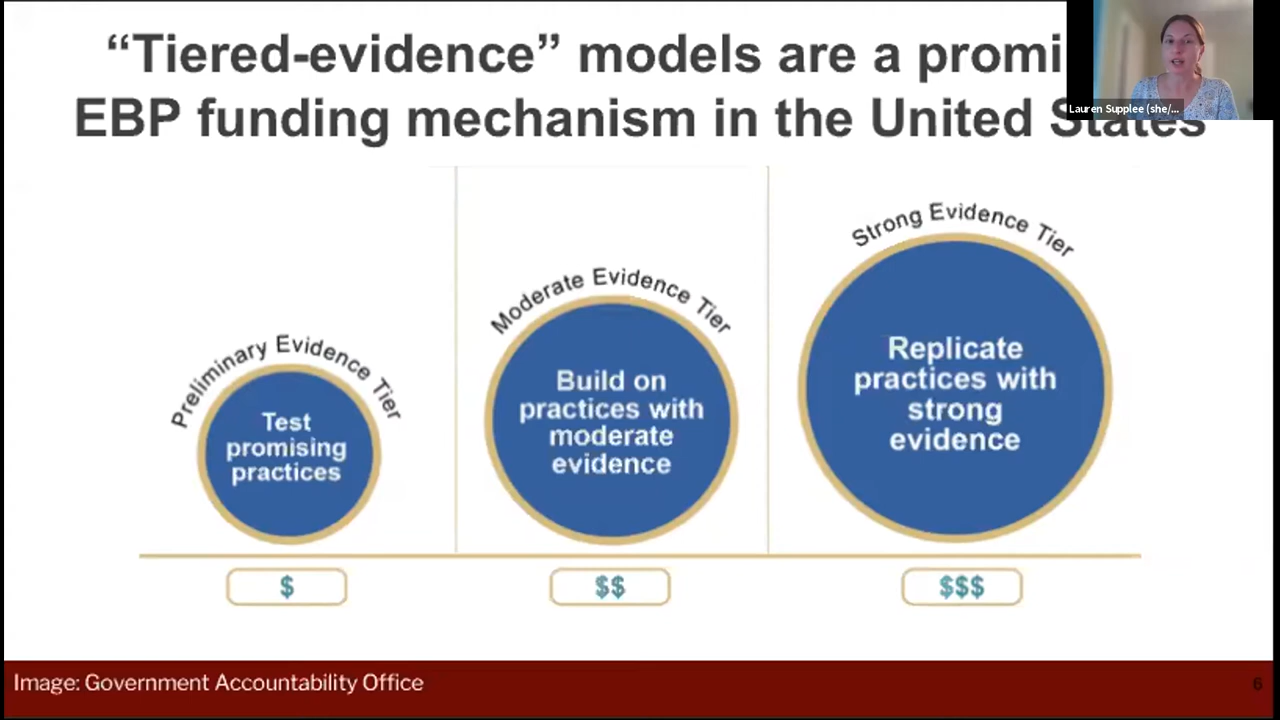 “Tiered-evidence” models are a
EBP funding mechanism in the United States
Lauren Supplee (she/...
Preliminary Evidence Tier
Test
promising
practices
Moderate Evidence Tier
Build on
practices with
moderate
evidence
Strong Evidence Tier
Replicate
practices with
strong
evidence
$
$$
$$$
Image: Government Accountability Office
6